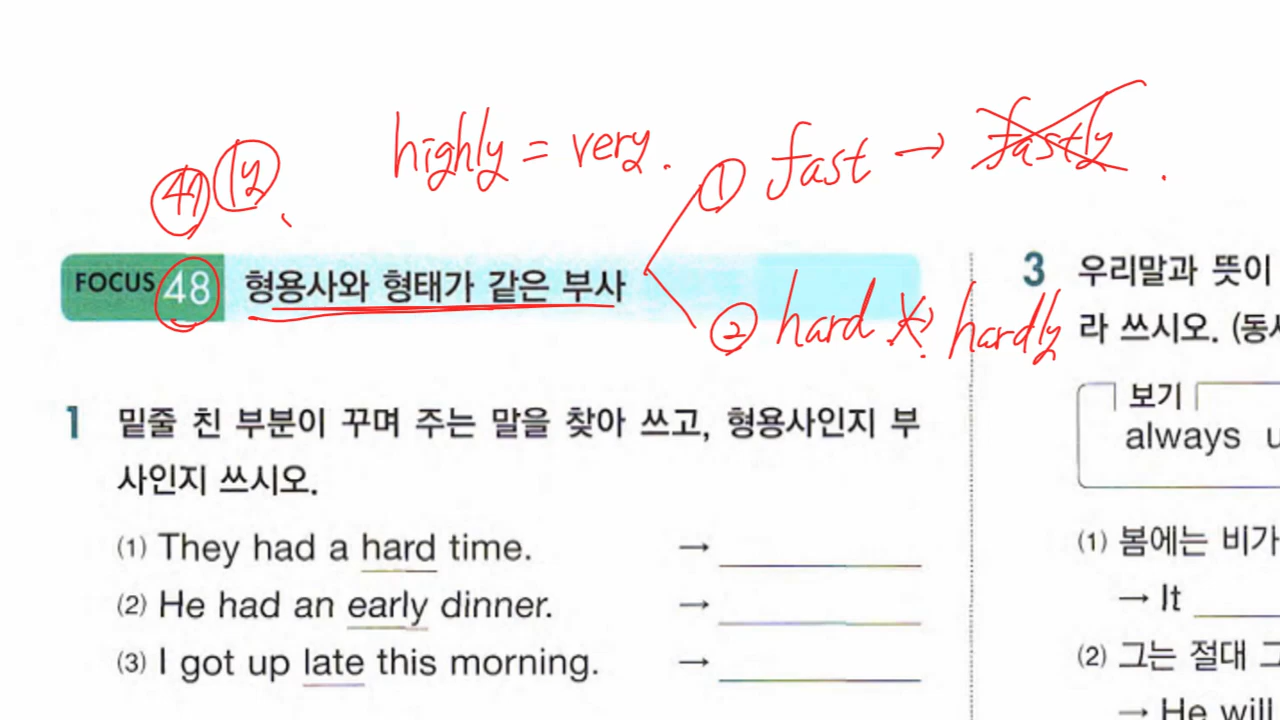 highly = very.
① fast → fastly.
47 ly
FOCUS 48 형용사와 형태가 같은 부사
② hard hardly
1 밑줄 친 부분이 꾸며 주는 말을 찾아 쓰고, 형용사인지 부
사인지 쓰시오.
(1) They had a hard time. →
(2) He had an early dinner. →
(3) I got up late this morning. →
3 우리말과 뜻이
라 쓰시오. (동사
보기
always u
(1) 봄에는 비가
→ It
(2) 그는 절대 그
→ He will